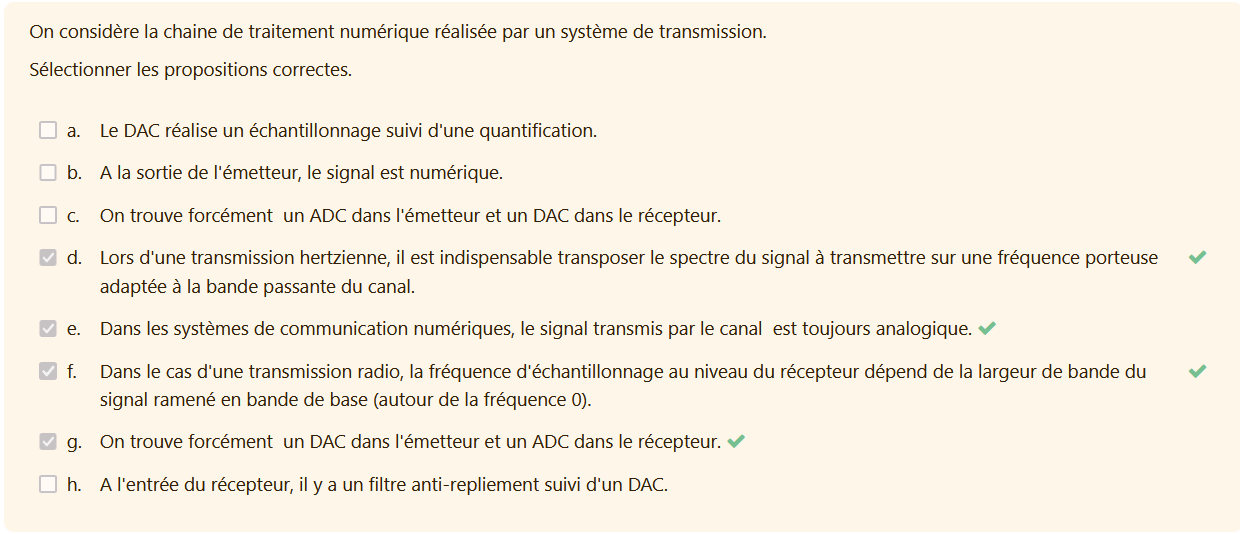 On considère la chaine de traitement numérique réalisée par un système de transmission.
Sélectionner les propositions correctes.
a. Le DAC réalise un échantillonnage suivi d'une quantification.
b. A la sortie de l'émetteur, le signal est numérique.
c. On trouve forcément un ADC dans l'émetteur et un DAC dans le récepteur.
d. Lors d'une transmission hertzienne, il est indispensable transposer le spectre du signal à transmettre sur une fréquence porteuse
adaptée à la bande passante du canal.
e. Dans les systèmes de communication numériques, le signal transmis par le canal est toujours analogique.
f. Dans le cas d'une transmission radio, la fréquence d'échantillonnage au niveau du récepteur dépend de la largeur de bande du
signal ramené en bande de base (autour de la fréquence 0).
g. On trouve forcément un DAC dans l'émetteur et un ADC dans le récepteur.
h. A l'entrée du récepteur, il y a un filtre anti-repliement suivi d'un DAC.